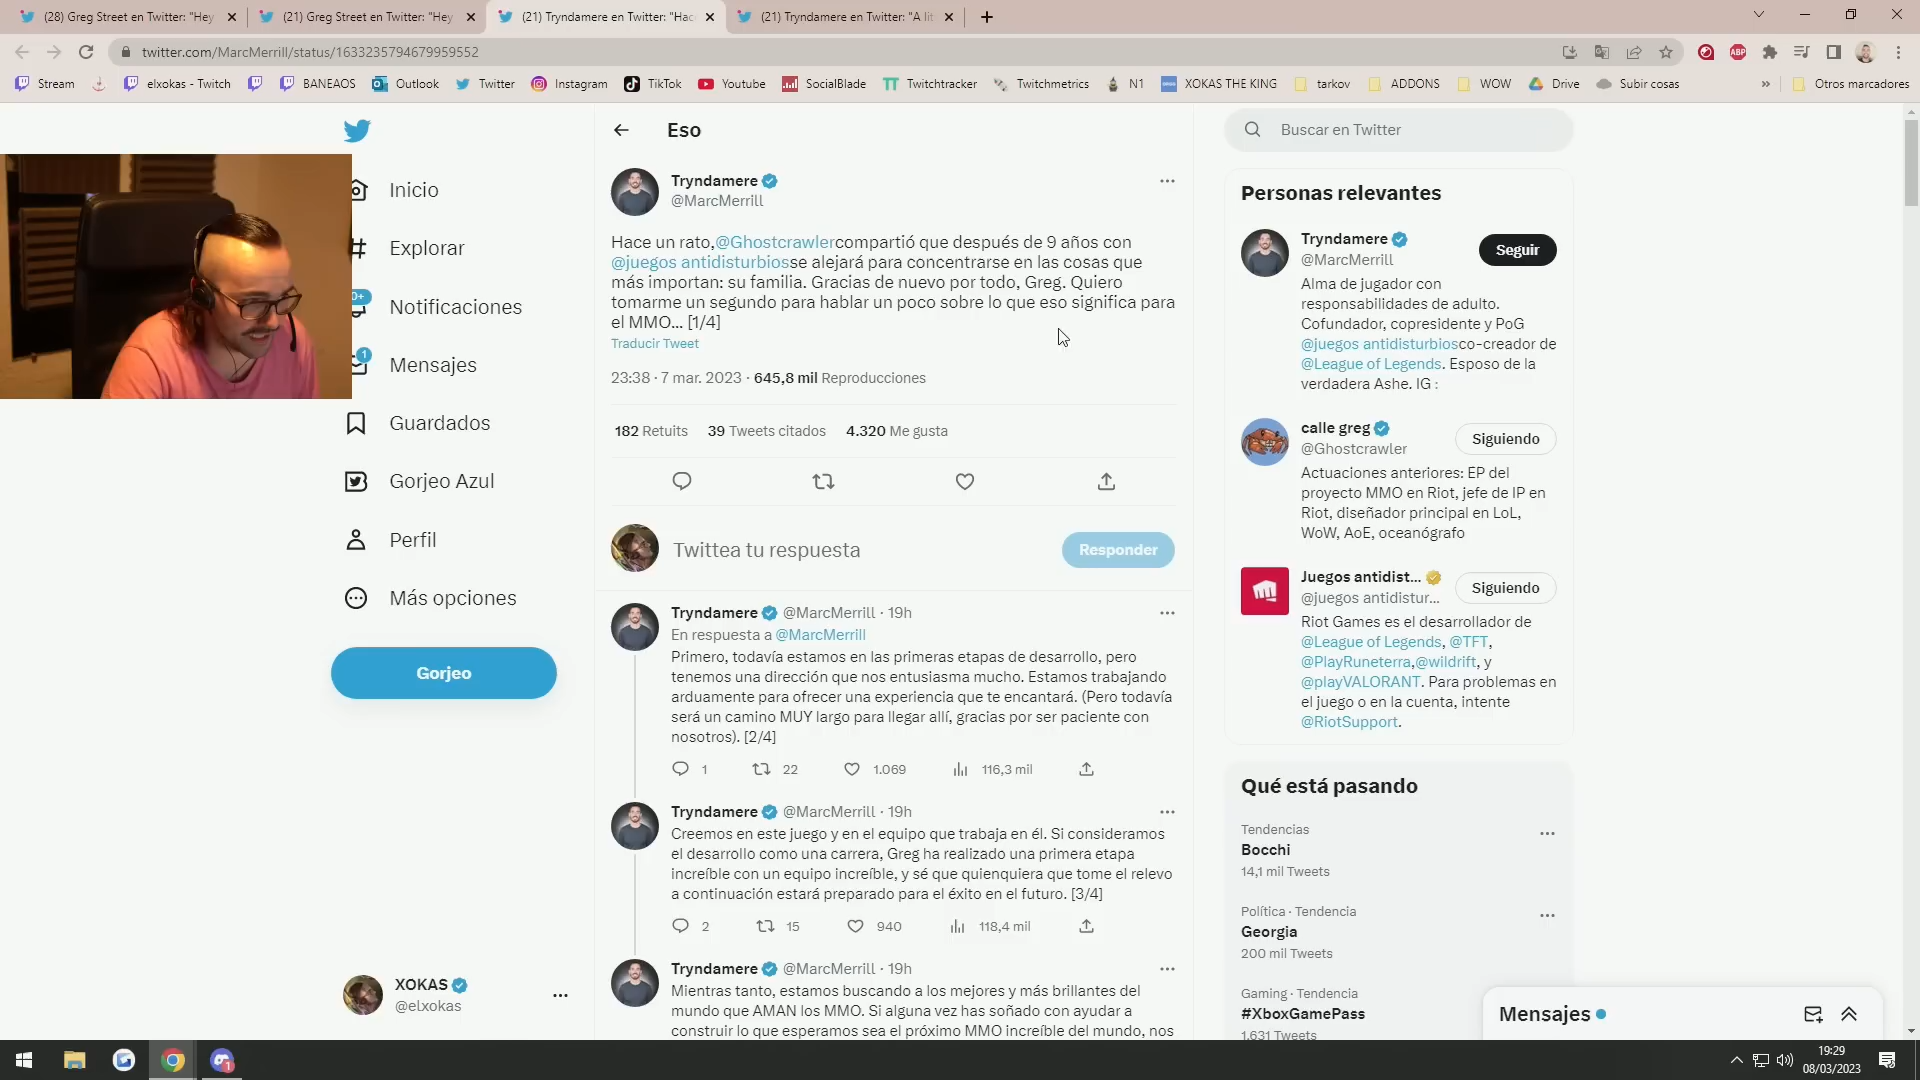 (28) Greg Street en Twitter: "Hey
(21) Greg Street en Twitter: "Hey
(21) Tryndamere en Twitter: "Hac
(21) Tryndamere en Twitter: "A lit
twitter.com/MarcMerrill/status/1633235794679959552
Stream
elxokas - Twitch
BANEAOS
Outlook
Twitter
Instagram
TikTok
Youtube
SocialBlade
Twitchtracker
Twitchmetrics
N1
XOKAS THE KING
tarkov
ADDONS
WOW
Drive
Subir cosas
Otros marcadores
Inicio
Explorar
Notificaciones
1
Mensajes
Guardados
Gorjeo Azul
Perfil
Más opciones
Gorjeo
XOKAS
@elxokas
Eso
Tryndamere
@MarcMerrill
Hace un rato,@Ghostcrawlercompartió que después de 9 años con
@juegos antidisturbiosse alejará para concentrarse en las cosas que
más importan: su familia. Gracias de nuevo por todo, Greg. Quiero
tomarme un segundo para hablar un poco sobre lo que eso significa para
el MMO... [1/4]
Traducir Tweet
23:38 · 7 mar. 2023 · 645,8 mil Reproducciones
182 Retuits 39 Tweets citados 4.320 Me gusta
Twittea tu respuesta
Responder
Tryndamere @MarcMerrill · 19h
En respuesta a @MarcMerrill
Primero, todavía estamos en las primeras etapas de desarrollo, pero
tenemos una dirección que nos entusiasma mucho. Estamos trabajando
arduamente para ofrecer una experiencia que te encantará. (Pero todavía
será un camino MUY largo para llegar allí, gracias por ser paciente con
nosotros). [2/4]
1 22 1.069 116,3 mil
Tryndamere @MarcMerrill · 19h
Creemos en este juego y en el equipo que trabaja en él. Si consideramos
el desarrollo como una carrera, Greg ha realizado una primera etapa
increíble con un equipo increíble, y sé que quienquiera que tome el relevo
a continuación estará preparado para el éxito en el futuro. [3/4]
2 15 940 118,4 mil
Tryndamere @MarcMerrill · 19h
Mientras tanto, estamos buscando a los mejores y más brillantes del
mundo que AMAN los MMO. Si alguna vez has soñado con ayudar a
construir lo que esperamos sea el próximo MMO increíble del mundo, nos
Buscar en Twitter
Personas relevantes
Tryndamere
@MarcMerrill
Seguir
Alma de jugador con
responsabilidades de adulto.
Cofundador, copresidente y PoG
@juegos antidisturbiosco-creador de
@League of Legends. Esposo de la
verdadera Ashe. IG :
calle greg
@Ghostcrawler
Siguiendo
Actuaciones anteriores: EP del
proyecto MMO en Riot, jefe de IP en
Riot, diseñador principal en LoL,
WoW, AoE, oceanógrafo
Juegos antidist...
@juegos antidistur...
Siguiendo
Riot Games es el desarrollador de
@League of Legends, @TFT,
@PlayRuneterra,@wildrift, y
@playVALORANT. Para problemas en
el juego o en la cuenta, intente
@RiotSupport.
Qué está pasando
Tendencias
Bocchi
14,1 mil Tweets
Política · Tendencia
Georgia
200 mil Tweets
Gaming · Tendencia
#XboxGamePass
1.631 Tweets
Mensajes
19:29
08/03/2023